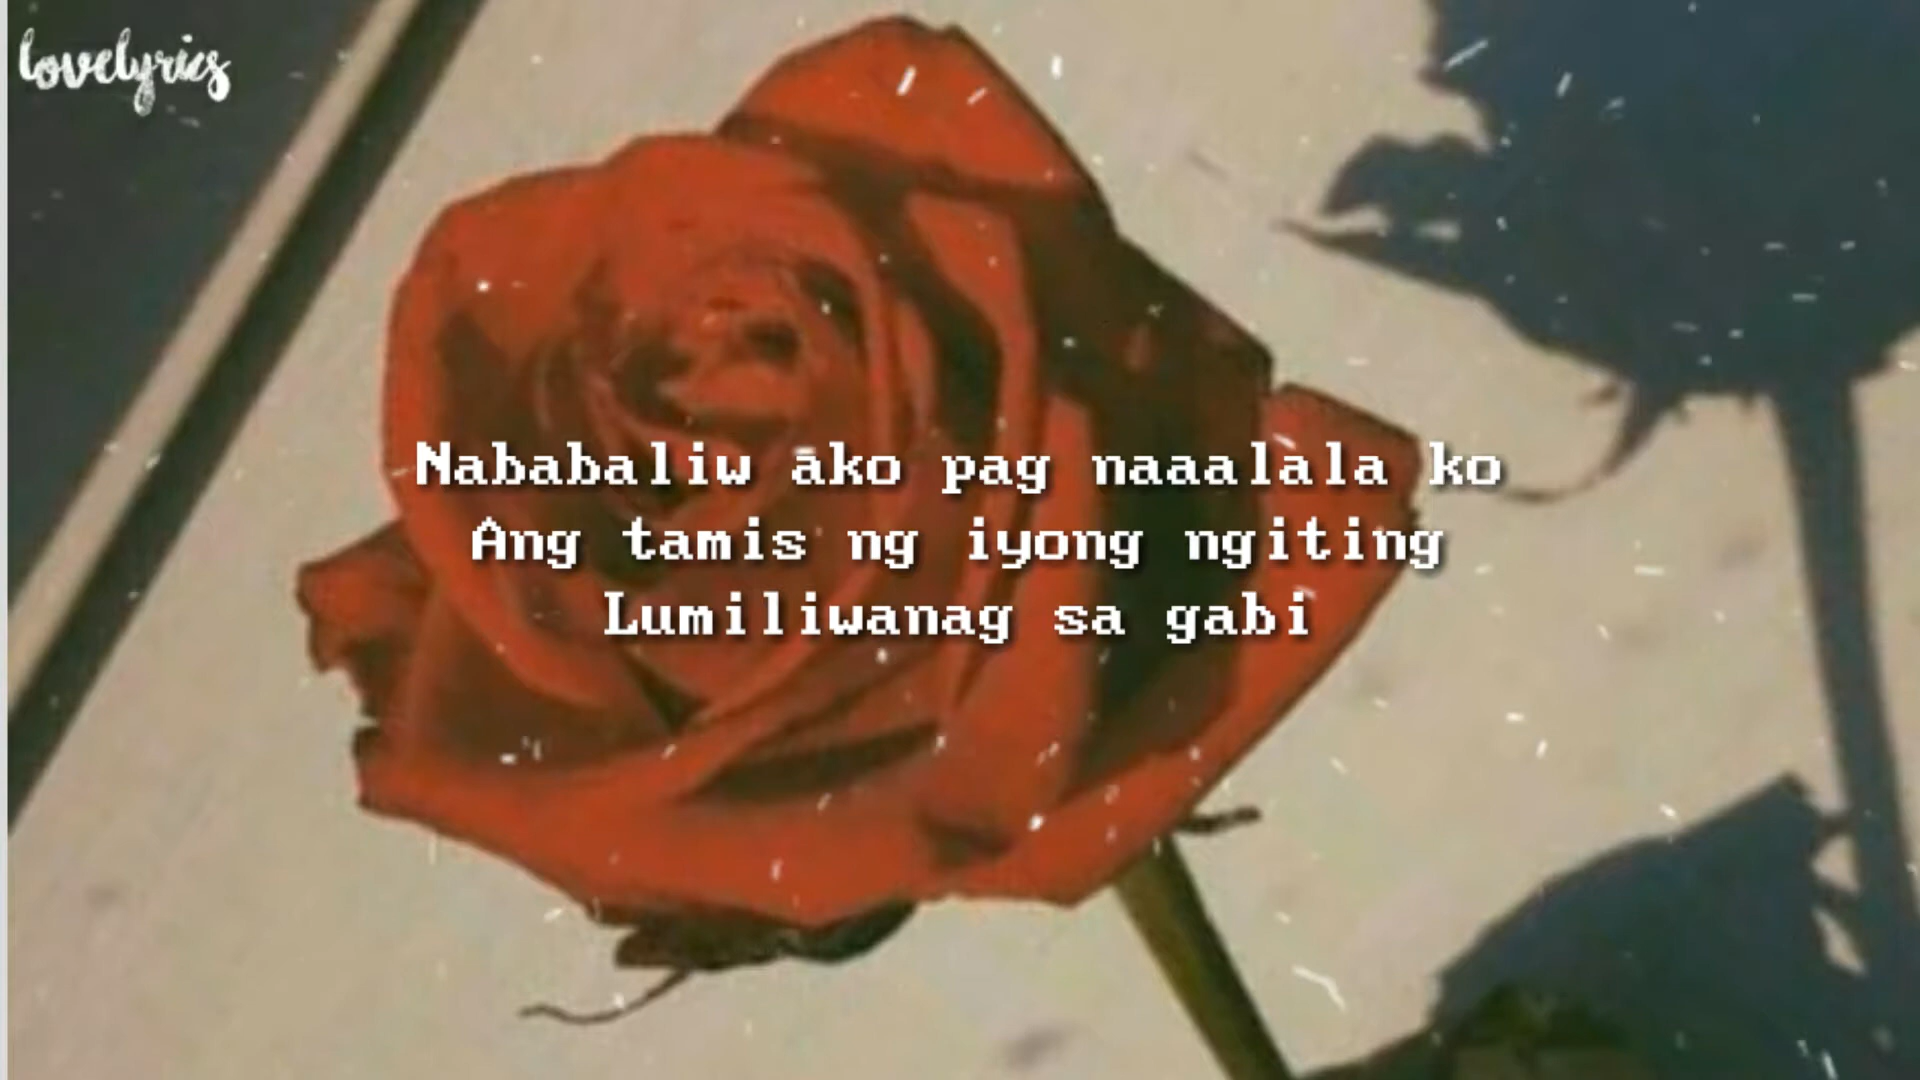 lovelyrics
Nababaliw ako pag naaalala ko
Ang tamis ng iyong ngiting
Lumiliwanag sa gabi